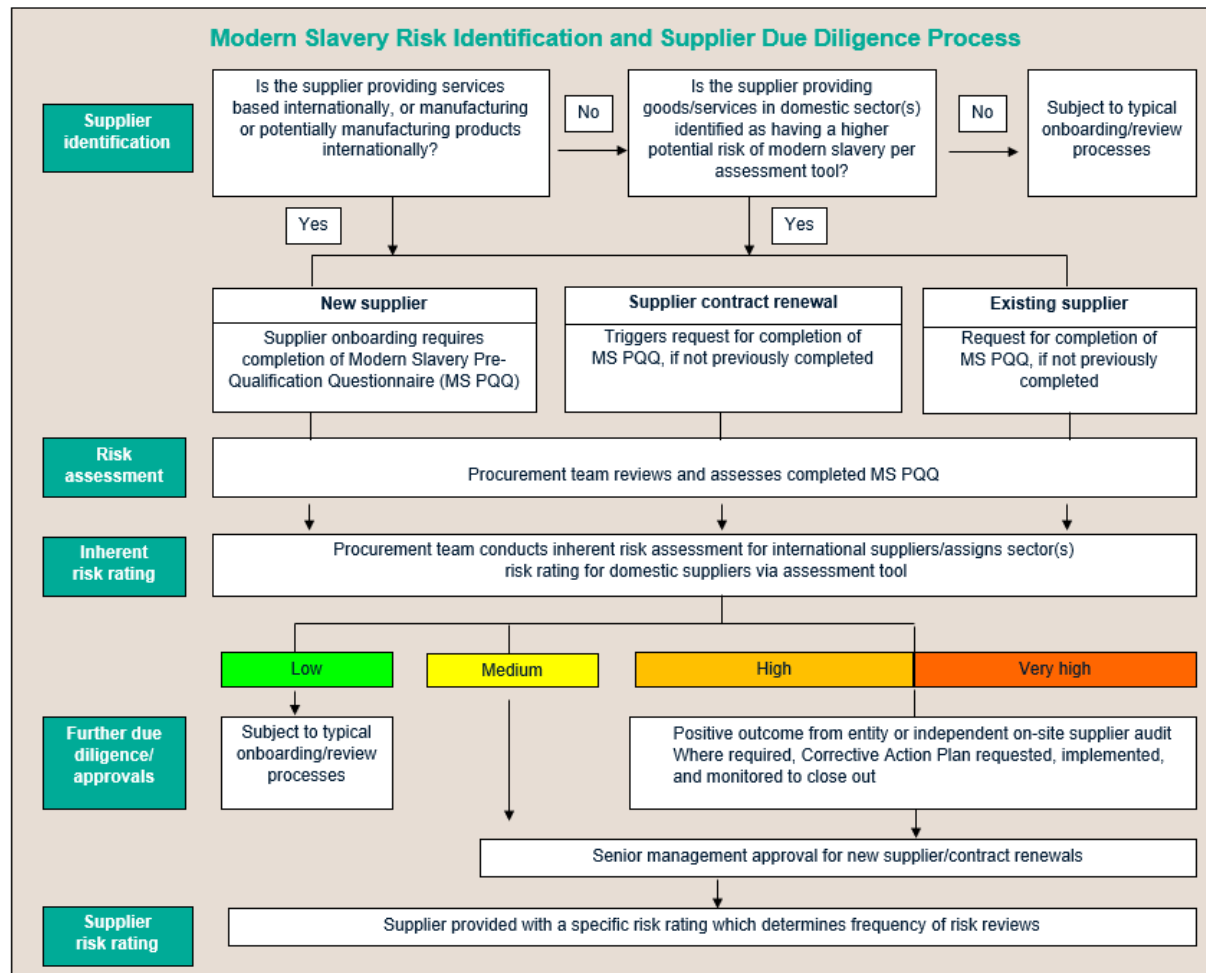 Modern Slavery Risk Identification and Supplier Due Diligence Process
Supplier
identification
Is the supplier providing services
based internationally, or manufacturing
or potentially manufacturing products
internationally?
No
Is the supplier providing
goods/services in domestic sector(s)
identified as having a higher
potential risk of modern slavery per
assessment tool?
No
Subject to typical
onboarding/review
processes
Yes
Yes
New supplier
Supplier onboarding requires
completion of Modern Slavery Pre-
Qualification Questionnaire (MS PQQ)
Supplier contract renewal
Triggers request for completion of
MS PQQ, if not previously completed
Existing supplier
Request for completion of
MS PQQ, if not previously
completed
Risk
assessment
Procurement team reviews and assesses completed MS PQQ
Inherent
risk rating
Procurement team conducts inherent risk assessment for international suppliers/assigns sector(s)
risk rating for domestic suppliers via assessment tool
Low
Medium
High
Very high
Further due
diligence/
approvals
Subject to typical
onboarding/review
processes
Positive outcome from entity or independent on-site supplier audit
Where required, Corrective Action Plan requested, implemented,
and monitored to close out
Senior management approval for new supplier/contract renewals
Supplier
risk rating
Supplier provided with a specific risk rating which determines frequency of risk reviews